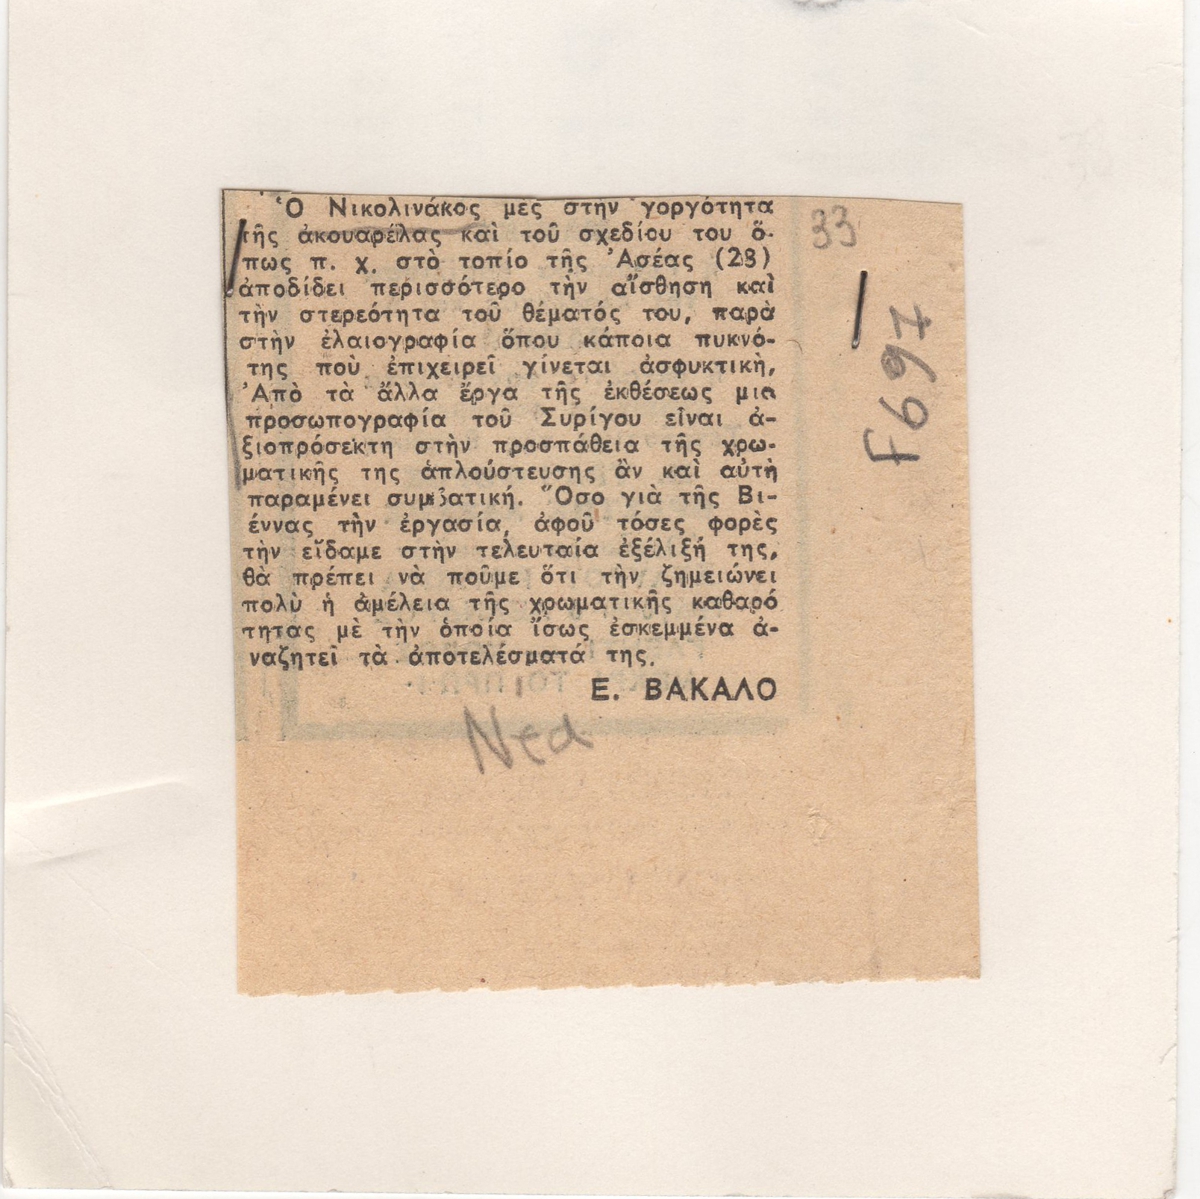 Ὁ Νικολινάκος μὲς στὴν γοργότητα
τῆς ἀκουαρέλας καὶ τοῦ σχεδίου του ὅ-
πως π. χ. στὸ τοπίο τῆς Ἀσέας (23)
ἀποδίδει περισσότερο τὴν αἴσθηση καὶ
τὴν στερεότητα τοῦ θέματός του, παρὰ
στὴν ἐλαιογραφία ὅπου κάποια πυκνό-
της ποὺ ἐπιχειρεῖ γίνεται ἀσφυκτικὴ,
Ἀπὸ τὰ ἄλλα ἔργα τῆς ἐκθέσεως μια
προσωπογραφία τοῦ Συρίγου εἶναι ἀ-
ξιοπρόσεκτη στὴν προσπάθεια τῆς χρω-
ματικῆς της ἁπλούστευσης ἂν καὶ αὐτὴ
παραμένει συμβατική. Ὅσο γιὰ τῆς Βι-
έννας τὴν ἐργασία, ἀφοῦ τόσες φορὲς
τὴν εἴδαμε στὴν τελευταία ἐξέλιξή της,
θὰ πρέπει νὰ ποῦμε ὅτι τὴν ζημειώνει
πολὺ ἡ ἀμέλεια τῆς χρωματικῆς καθαρό
τητας μὲ τὴν ὁποία ἴσως ἐσκεμμένα ἀ-
ναζητεῖ τὰ ἀποτελέσματά της.
Ε. ΒΑΚΑΛΟ
33
F697
Νεα